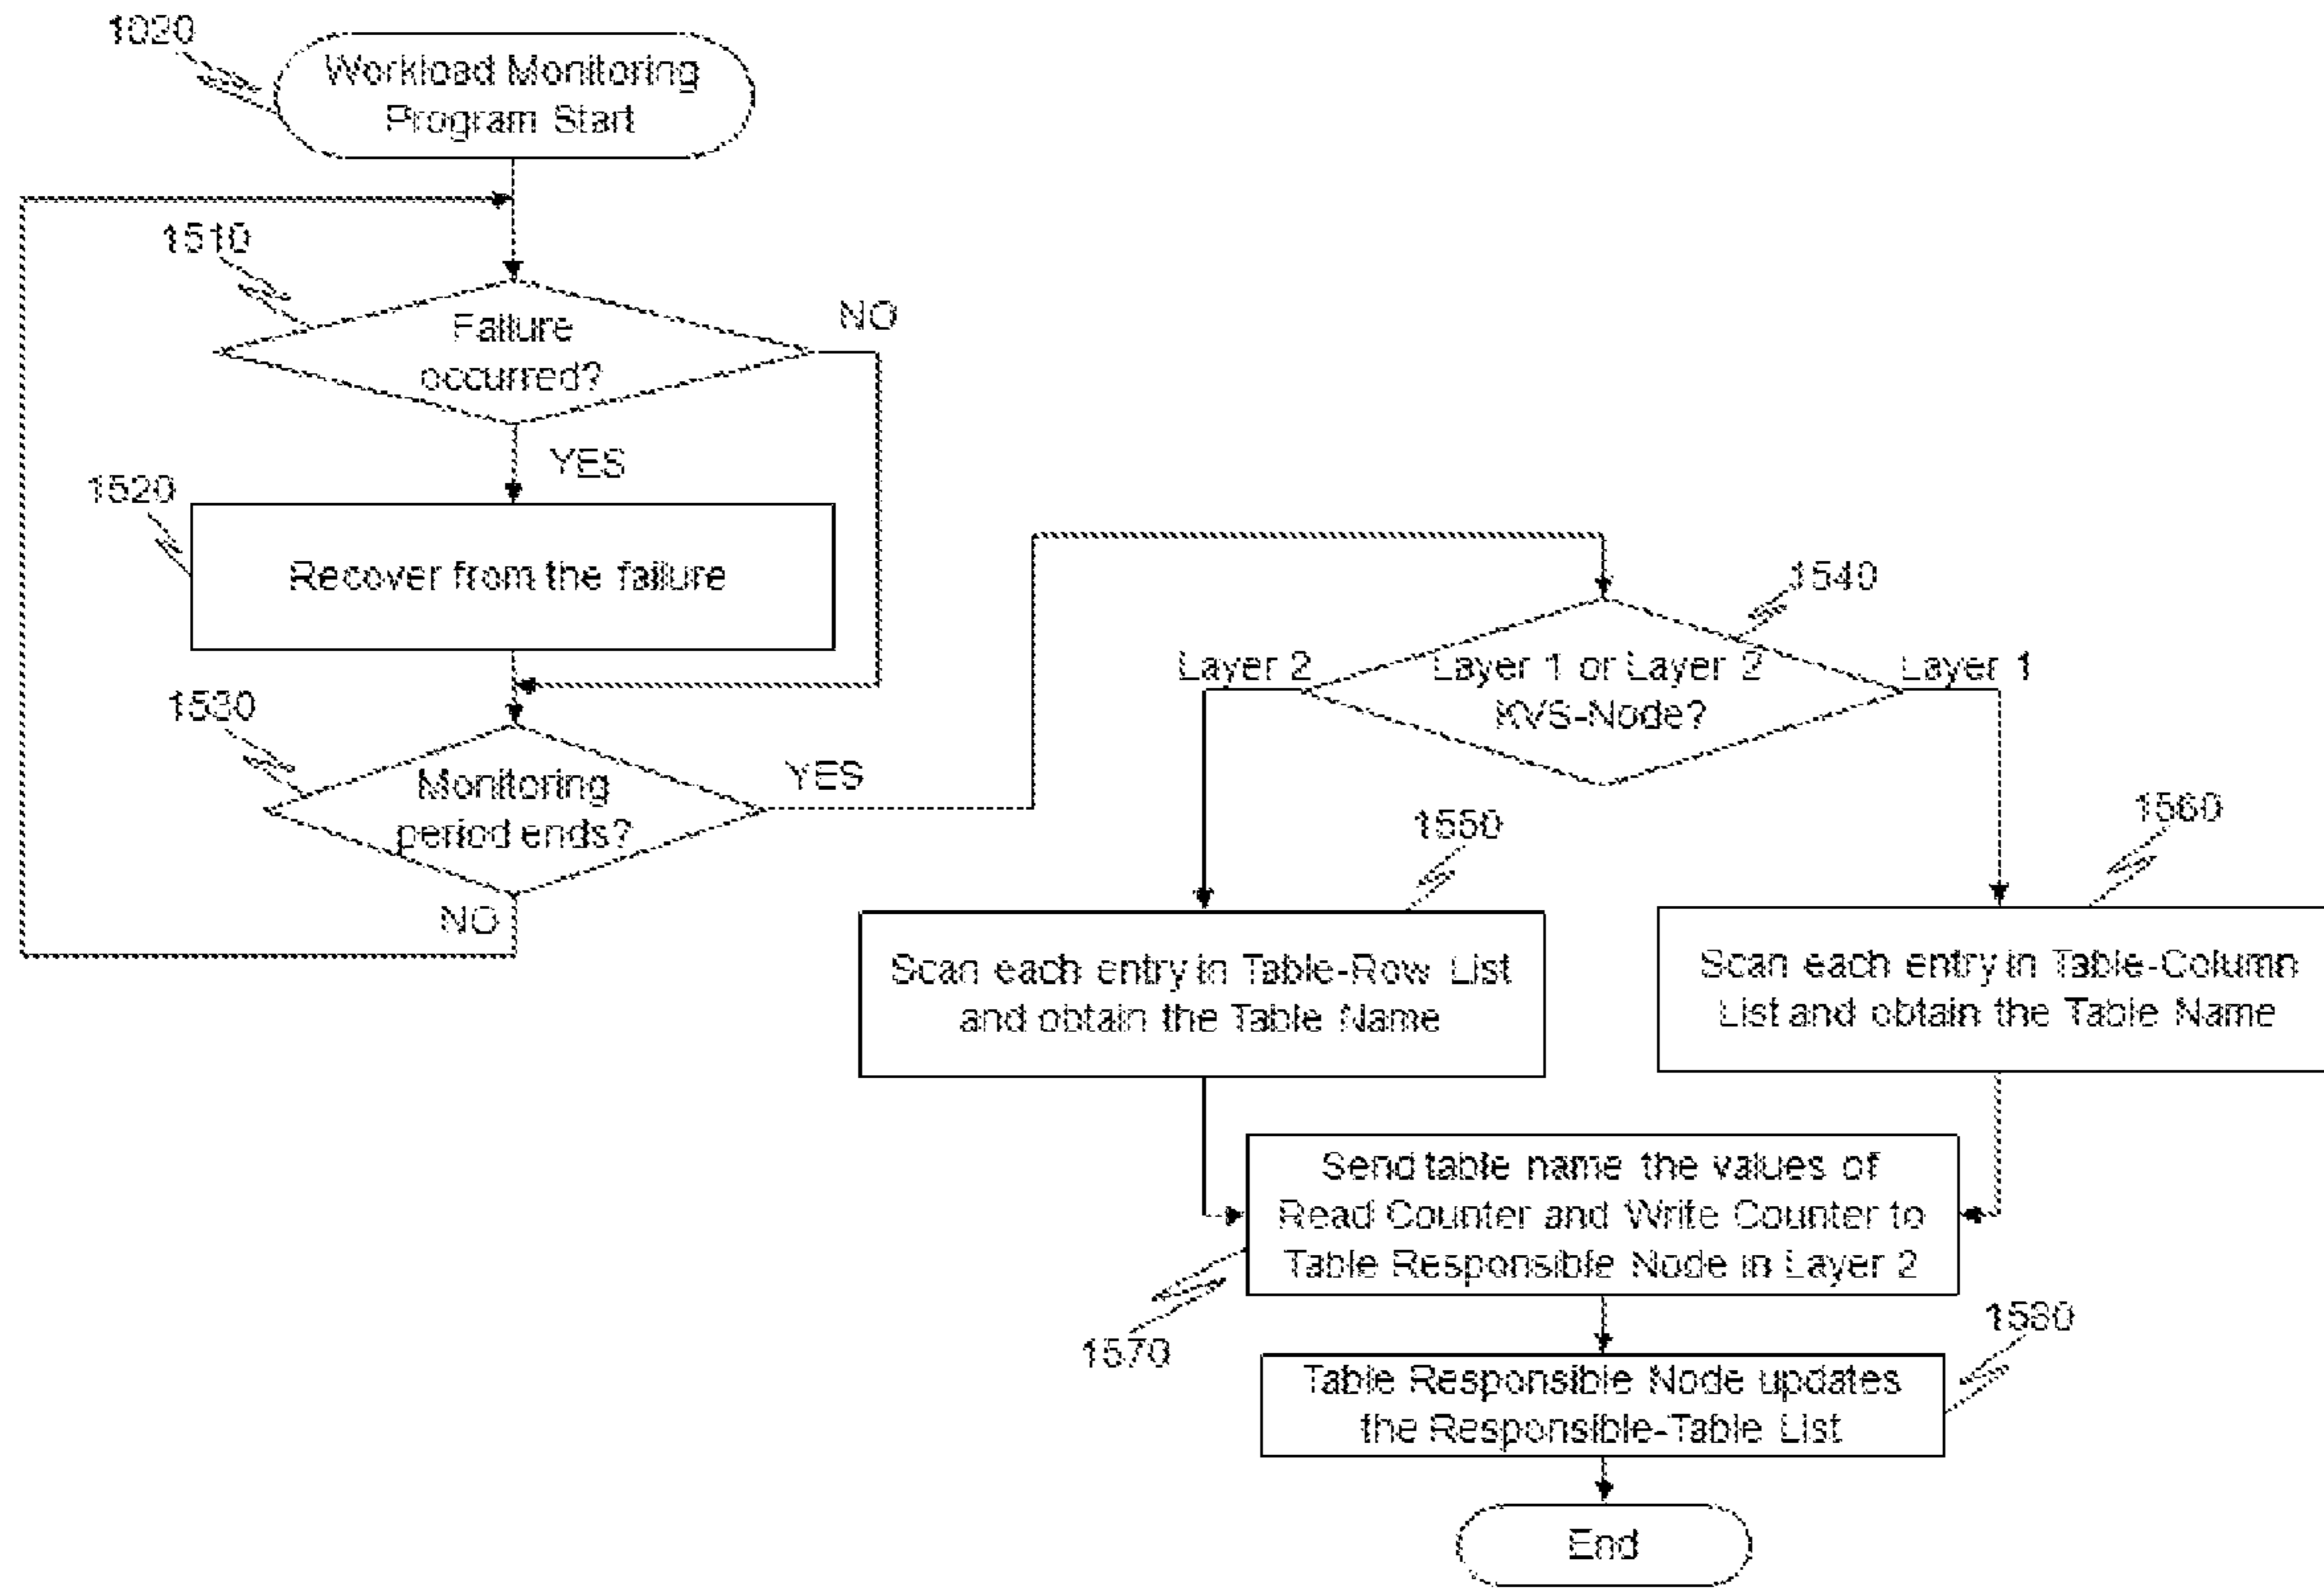 1020
Workload Monitoring
Program Start
1510
Failure
occurred?
NO
YES
1520
Recover from the failure
1530
Monitoring
period ends?
YES
NO
1540
Layer 2
Layer 1 or Layer 2
KVS-Node?
Layer 1
1550
Scan each entry in Table-Row List
and obtain the Table Name
1560
Scan each entry in Table-Column
List and obtain the Table Name
Send table name the values of
Read Counter and Write Counter to
Table Responsible Node in Layer 2
1570
1580
Table Responsible Node updates
the Responsible-Table List
End